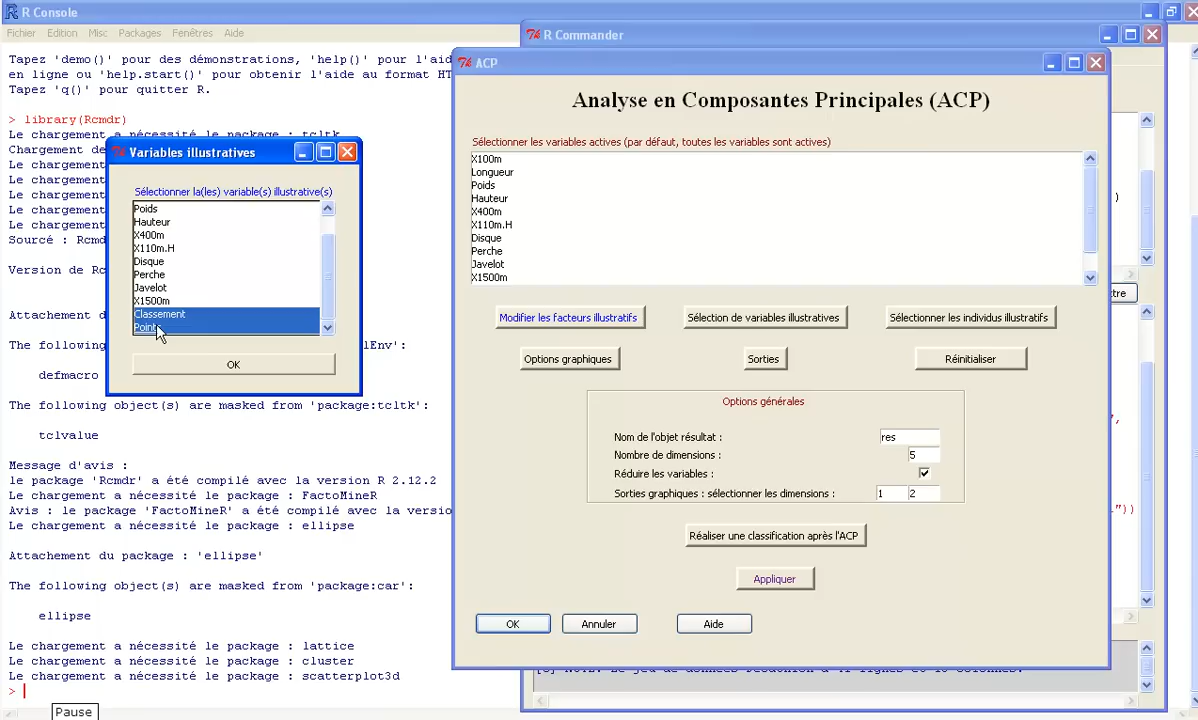 R Console
Fichier Edition Misc Packages Fenêtres Aide
Tapez 'demo()' pour des démonstrations, 'help()' pour l'aid
en ligne ou 'help.start()' pour obtenir l'aide au format HT
Tapez 'q()' pour quitter R.
> library(Rcmdr)
Le chargement a nécessité le package : tcltk
Chargement de
Le chargement
Le chargement
Le chargement
Le chargement
Le chargement
Sourcé : Rcmd
Version de Rc
Attachement d
The following
lEnv':
defmacro
The following object(s) are masked from 'package:tcltk':
tclvalue
Message d'avis :
le package 'Rcmdr' a été compilé avec la version R 2.12.2
Le chargement a nécessité le package : FactoMineR
Avis : le package 'FactoMineR' a été compilé avec la versio
Le chargement a nécessité le package : ellipse
Attachement du package : 'ellipse'
The following object(s) are masked from 'package:car':
ellipse
Le chargement a nécessité le package : lattice
Le chargement a nécessité le package : cluster
Le chargement a nécessité le package : scatterplot3d
>
Pause
Variables illustratives
Sélectionner la(les) variable(s) illustrative(s)
Poids
Hauteur
X400m
X110m.H
Disque
Perche
Javelot
X1500m
Classement
Points
OK
R Commander
ACP
Analyse en Composantes Principales (ACP)
Sélectionner les variables actives (par défaut, toutes les variables sont actives)
X100m
Longueur
Poids
Hauteur
X400m
X110m.H
Disque
Perche
Javelot
X1500m
Modifier les facteurs illustratifs
Sélection de variables illustratives
Sélectionner les individus illustratifs
Options graphiques
Sorties
Réinitialiser
Options générales
Nom de l'objet résultat : res
Nombre de dimensions : 5
Réduire les variables :
Sorties graphiques : sélectionner les dimensions : 1 2
Réaliser une classification après l'ACP
Appliquer
OK Annuler Aide
)
ttre
,
"))